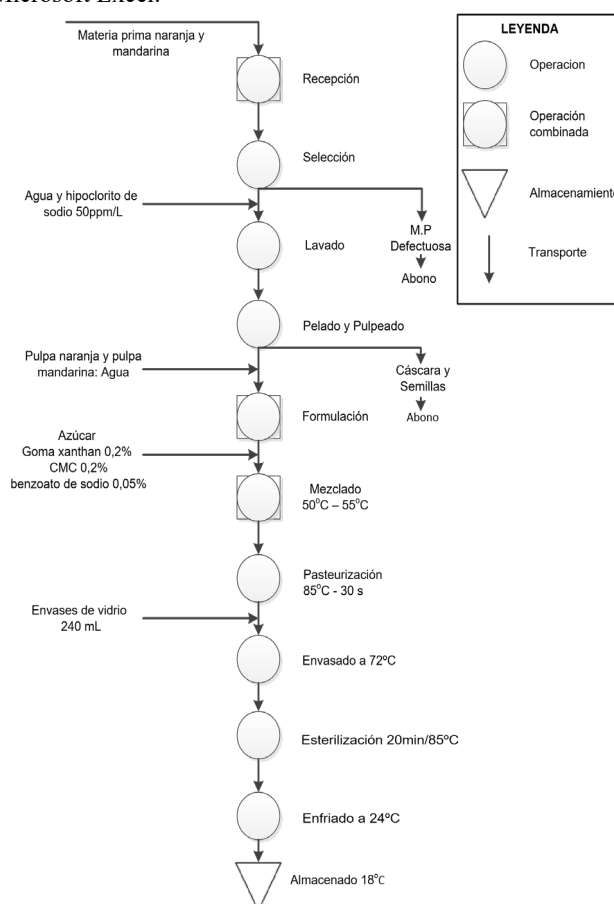 Microsoft Excel.
Materia prima naranja y
mandarina
Recepción
Selección
Agua y hipoclorito de
sodio 50ppm/L
M.P
Defectuosa
Abono
Lavado
Pelado y Pulpeado
Pulpa naranja y pulpa
mandarina: Agua
Cáscara y
Semillas
Abono
Formulación
Azúcar
Goma xanthan 0,2%
CMC 0,2%
benzoato de sodio 0,05%
Mezclado
50°C – 55°C
Pasteurización
85°C - 30 s
Envases de vidrio
240 mL
Envasado a 72ºC
Esterilización 20min/85ºC
Enfriado a 24ºC
Almacenado 18°C
LEYENDA
Operacion
Operación
combinada
Almacenamiento
Transporte